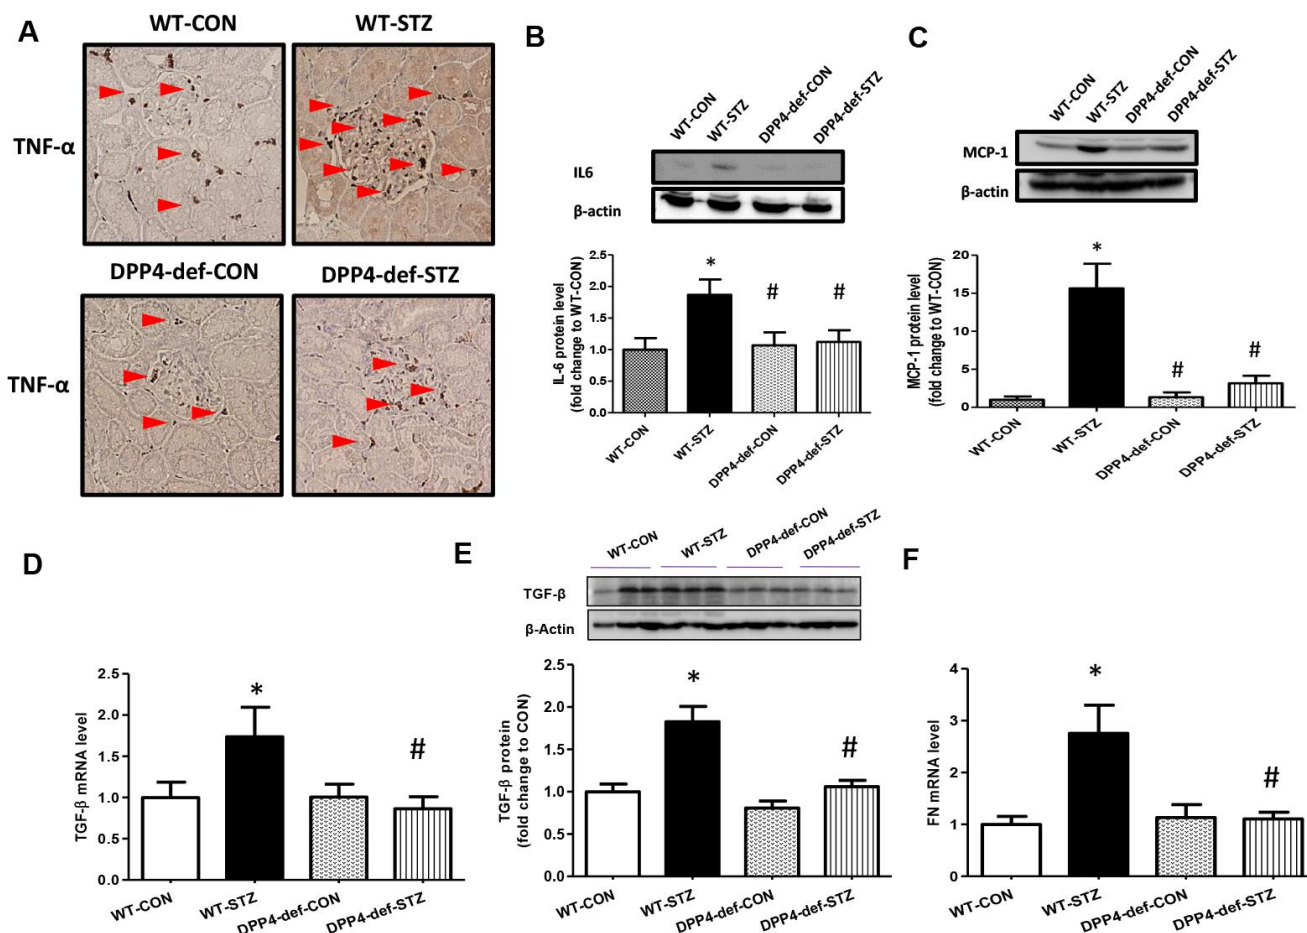 A
WT-CON
WT-STZ
TNF-α
DPP4-def-CON
DPP4-def-STZ
TNF-α
B
WT-CON
WT-STZ
DPP4-def-CON
DPP4-def-STZ
IL6
β-actin
IL-6 protein level
(fold change to WT-CON)
2.5
2.0
1.5
1.0
0.5
0.0
*
#
#
WT-CON
WT-STZ
DPP4-def-CON
DPP4-def-STZ
C
WT-CON
WT-STZ
DPP4-def-CON
DPP4-def-STZ
MCP-1
β-actin
MCP-1 protein level
(fold change to WT-CON)
20
15
10
5
0
*
#
#
WT-CON
WT-STZ
DPP4-def-CON
DPP4-def-STZ
D
TGF-β mRNA level
2.5
2.0
1.5
1.0
0.5
0.0
*
#
WT-CON
WT-STZ
DPP4-def-CON
DPP4-def-STZ
E
WT-CON
WT-STZ
DPP4-def-CON
DPP4-def-STZ
TGF-β
β-Actin
TGF-β protein
(fold change to CON)
2.5
2.0
1.5
1.0
0.5
0.0
*
#
WT-CON
WT-STZ
DPP4-def-CON
DPP4-def-STZ
F
FN mRNA level
4
3
2
1
0
*
#
WT-CON
WT-STZ
DPP4-def-CON
DPP4-def-STZ